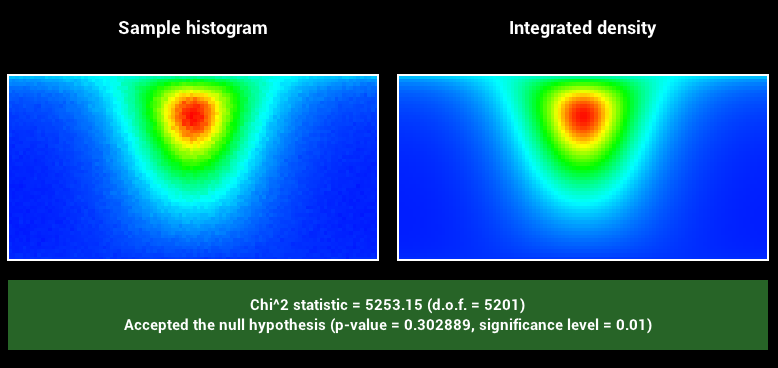 Sample histogram
Integrated density
Chi^2 statistic = 5253.15 (d.o.f. = 5201)
Accepted the null hypothesis (p-value = 0.302889, significance level = 0.01)